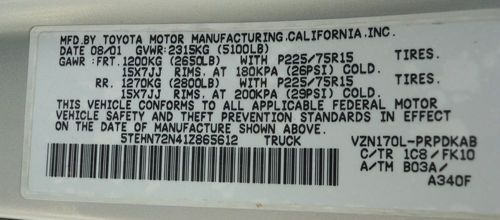 MFD.BY TOYOTA MOTOR MANUFACTURING.CALIFORNIA.INC.
DATE 08/01 GVWR:2315KG (5100LB)
GAWR:FRT.1200KG (2650LB) WITH P225/75R15 TIRES.
15X7JJ RIMS. AT 180KPA (26PSI) COLD.
RR. 1270KG (2800LB) WITH P225/75R15 TIRES.
15X7JJ RIMS. AT 200KPA (29PSI) COLD.
THIS VEHICLE CONFORMS TO ALL APPLICABLE FEDERAL MOTOR
VEHICLE SAFETY AND THEFT PREVENTION STANDARDS IN EFFECT
ON THE DATE OF MANUFACTURE SHOWN ABOVE.
5TEHN72N41Z865612 TRUCK VZN170L-PRPDKAB
C/TR 1C8/FK10
A/TM B03A/
A340F